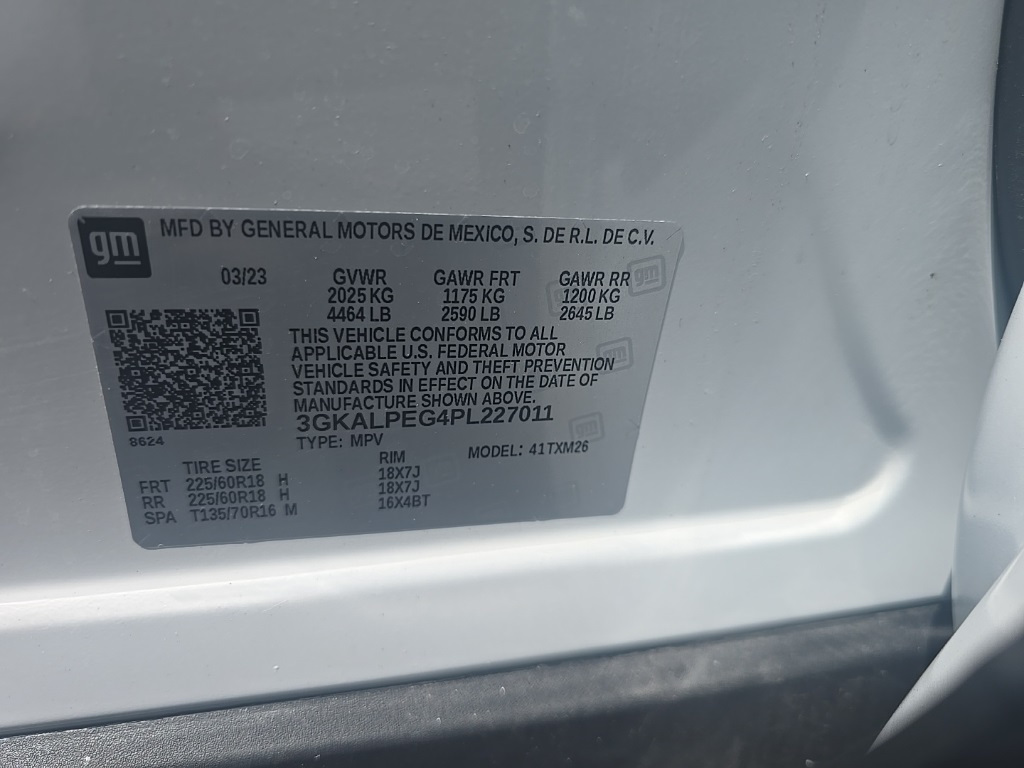 gm
MFD BY GENERAL MOTORS DE MEXICO, S. DE R.L. DE C.V.
03/23 GVWR GAWR FRT GAWR RR
2025 KG 1175 KG 1200 KG
4464 LB 2590 LB 2645 LB
THIS VEHICLE CONFORMS TO ALL
APPLICABLE U.S. FEDERAL MOTOR
VEHICLE SAFETY AND THEFT PREVENTION
STANDARDS IN EFFECT ON THE DATE OF
MANUFACTURE SHOWN ABOVE.
3GKALPEG4PL227011
8624
TYPE: MPV MODEL: 41TXM26
TIRE SIZE RIM
FRT 225/60R18 H 18X7J
RR 225/60R18 H 18X7J
SPA T135/70R16 M 16X4BT